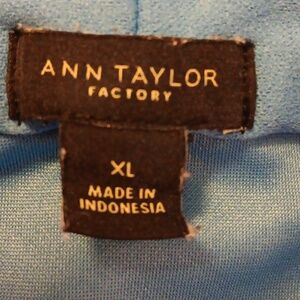 ANN TAYLOR
FACTORY
XL
MADE IN
INDONESIA